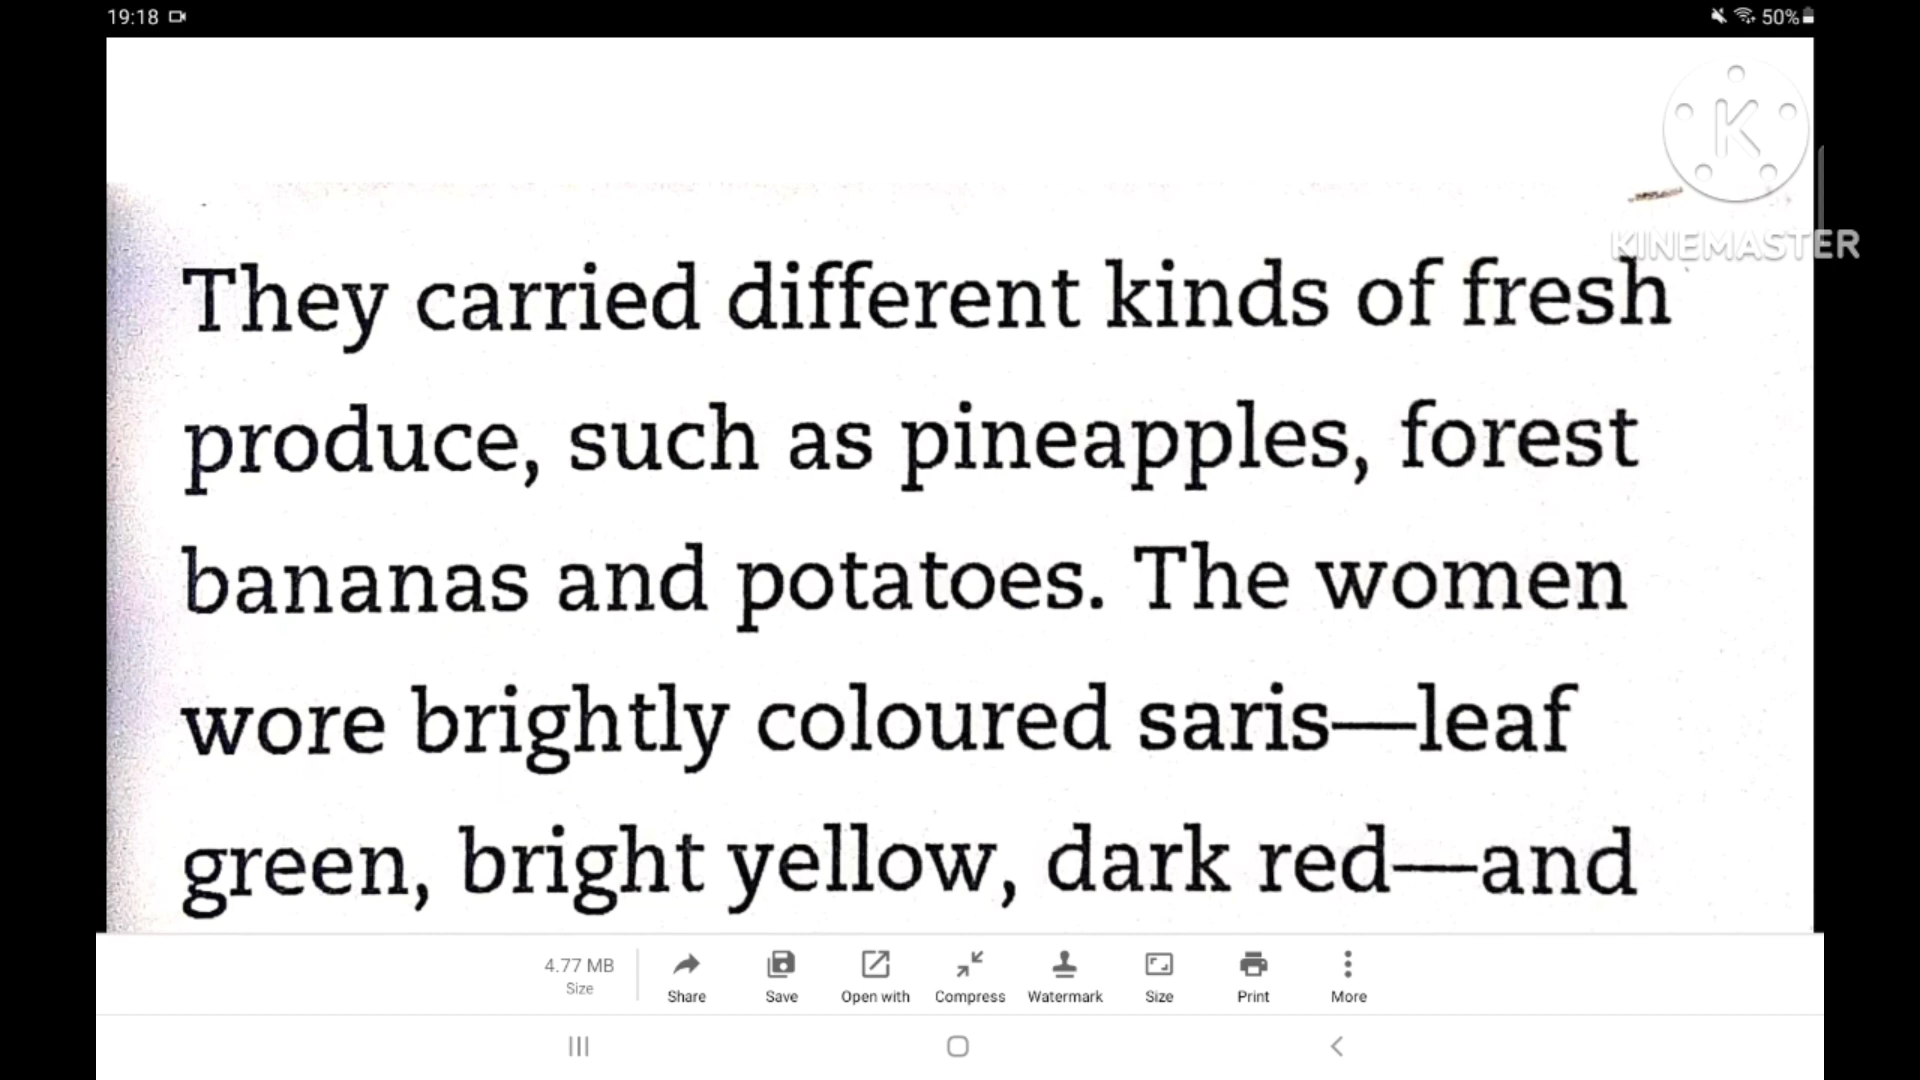 19:18
50%
K
KINEMASTER
They carried different kinds of fresh
produce, such as pineapples, forest
bananas and potatoes. The women
wore brightly coloured saris—leaf
green, bright yellow, dark red—and
4.77 MB
Size
Share
Save
Open with
Compress
Watermark
Size
Print
More